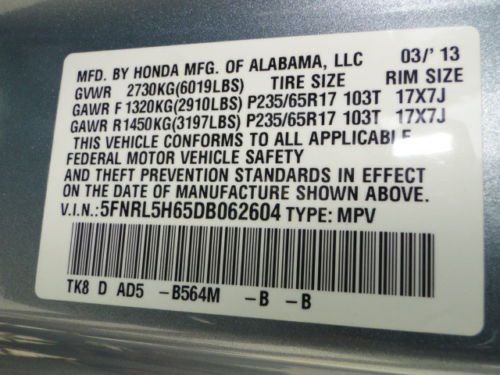 MFD. BY HONDA MFG. OF ALABAMA, LLC 03/' 13
GVWR 2730KG(6019LBS) TIRE SIZE RIM SIZE
GAWR F 1320KG(2910LBS) P235/65R17 103T 17X7J
GAWR R1450KG(3197LBS) P235/65R17 103T 17X7J
THIS VEHICLE CONFORMS TO ALL APPLICABLE
FEDERAL MOTOR VEHICLE SAFETY
AND THEFT PREVENTION STANDARDS IN EFFECT
ON THE DATE OF MANUFACTURE SHOWN ABOVE.
V.I.N.: 5FNRL5H65DB062604 TYPE: MPV
TK8 D AD5 -B564M -B -B